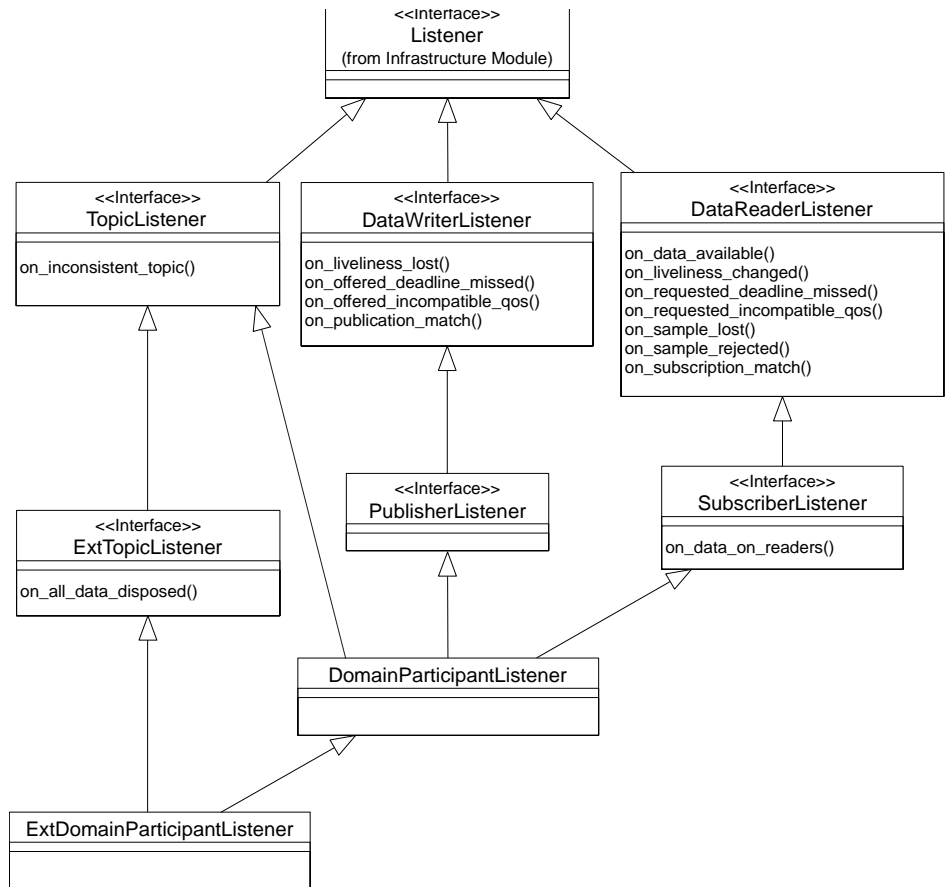 <<Interface>>
Listener
(from Infrastructure Module)
<<Interface>>
TopicListener
on_inconsistent_topic()
<<Interface>>
DataWriterListener
on_liveliness_lost()
on_offered_deadline_missed()
on_offered_incompatible_qos()
on_publication_match()
<<Interface>>
DataReaderListener
on_data_available()
on_liveliness_changed()
on_requested_deadline_missed()
on_requested_incompatible_qos()
on_sample_lost()
on_sample_rejected()
on_subscription_match()
<<Interface>>
ExtTopicListener
on_all_data_disposed()
<<Interface>>
PublisherListener
<<Interface>>
SubscriberListener
on_data_on_readers()
DomainParticipantListener
ExtDomainParticipantListener